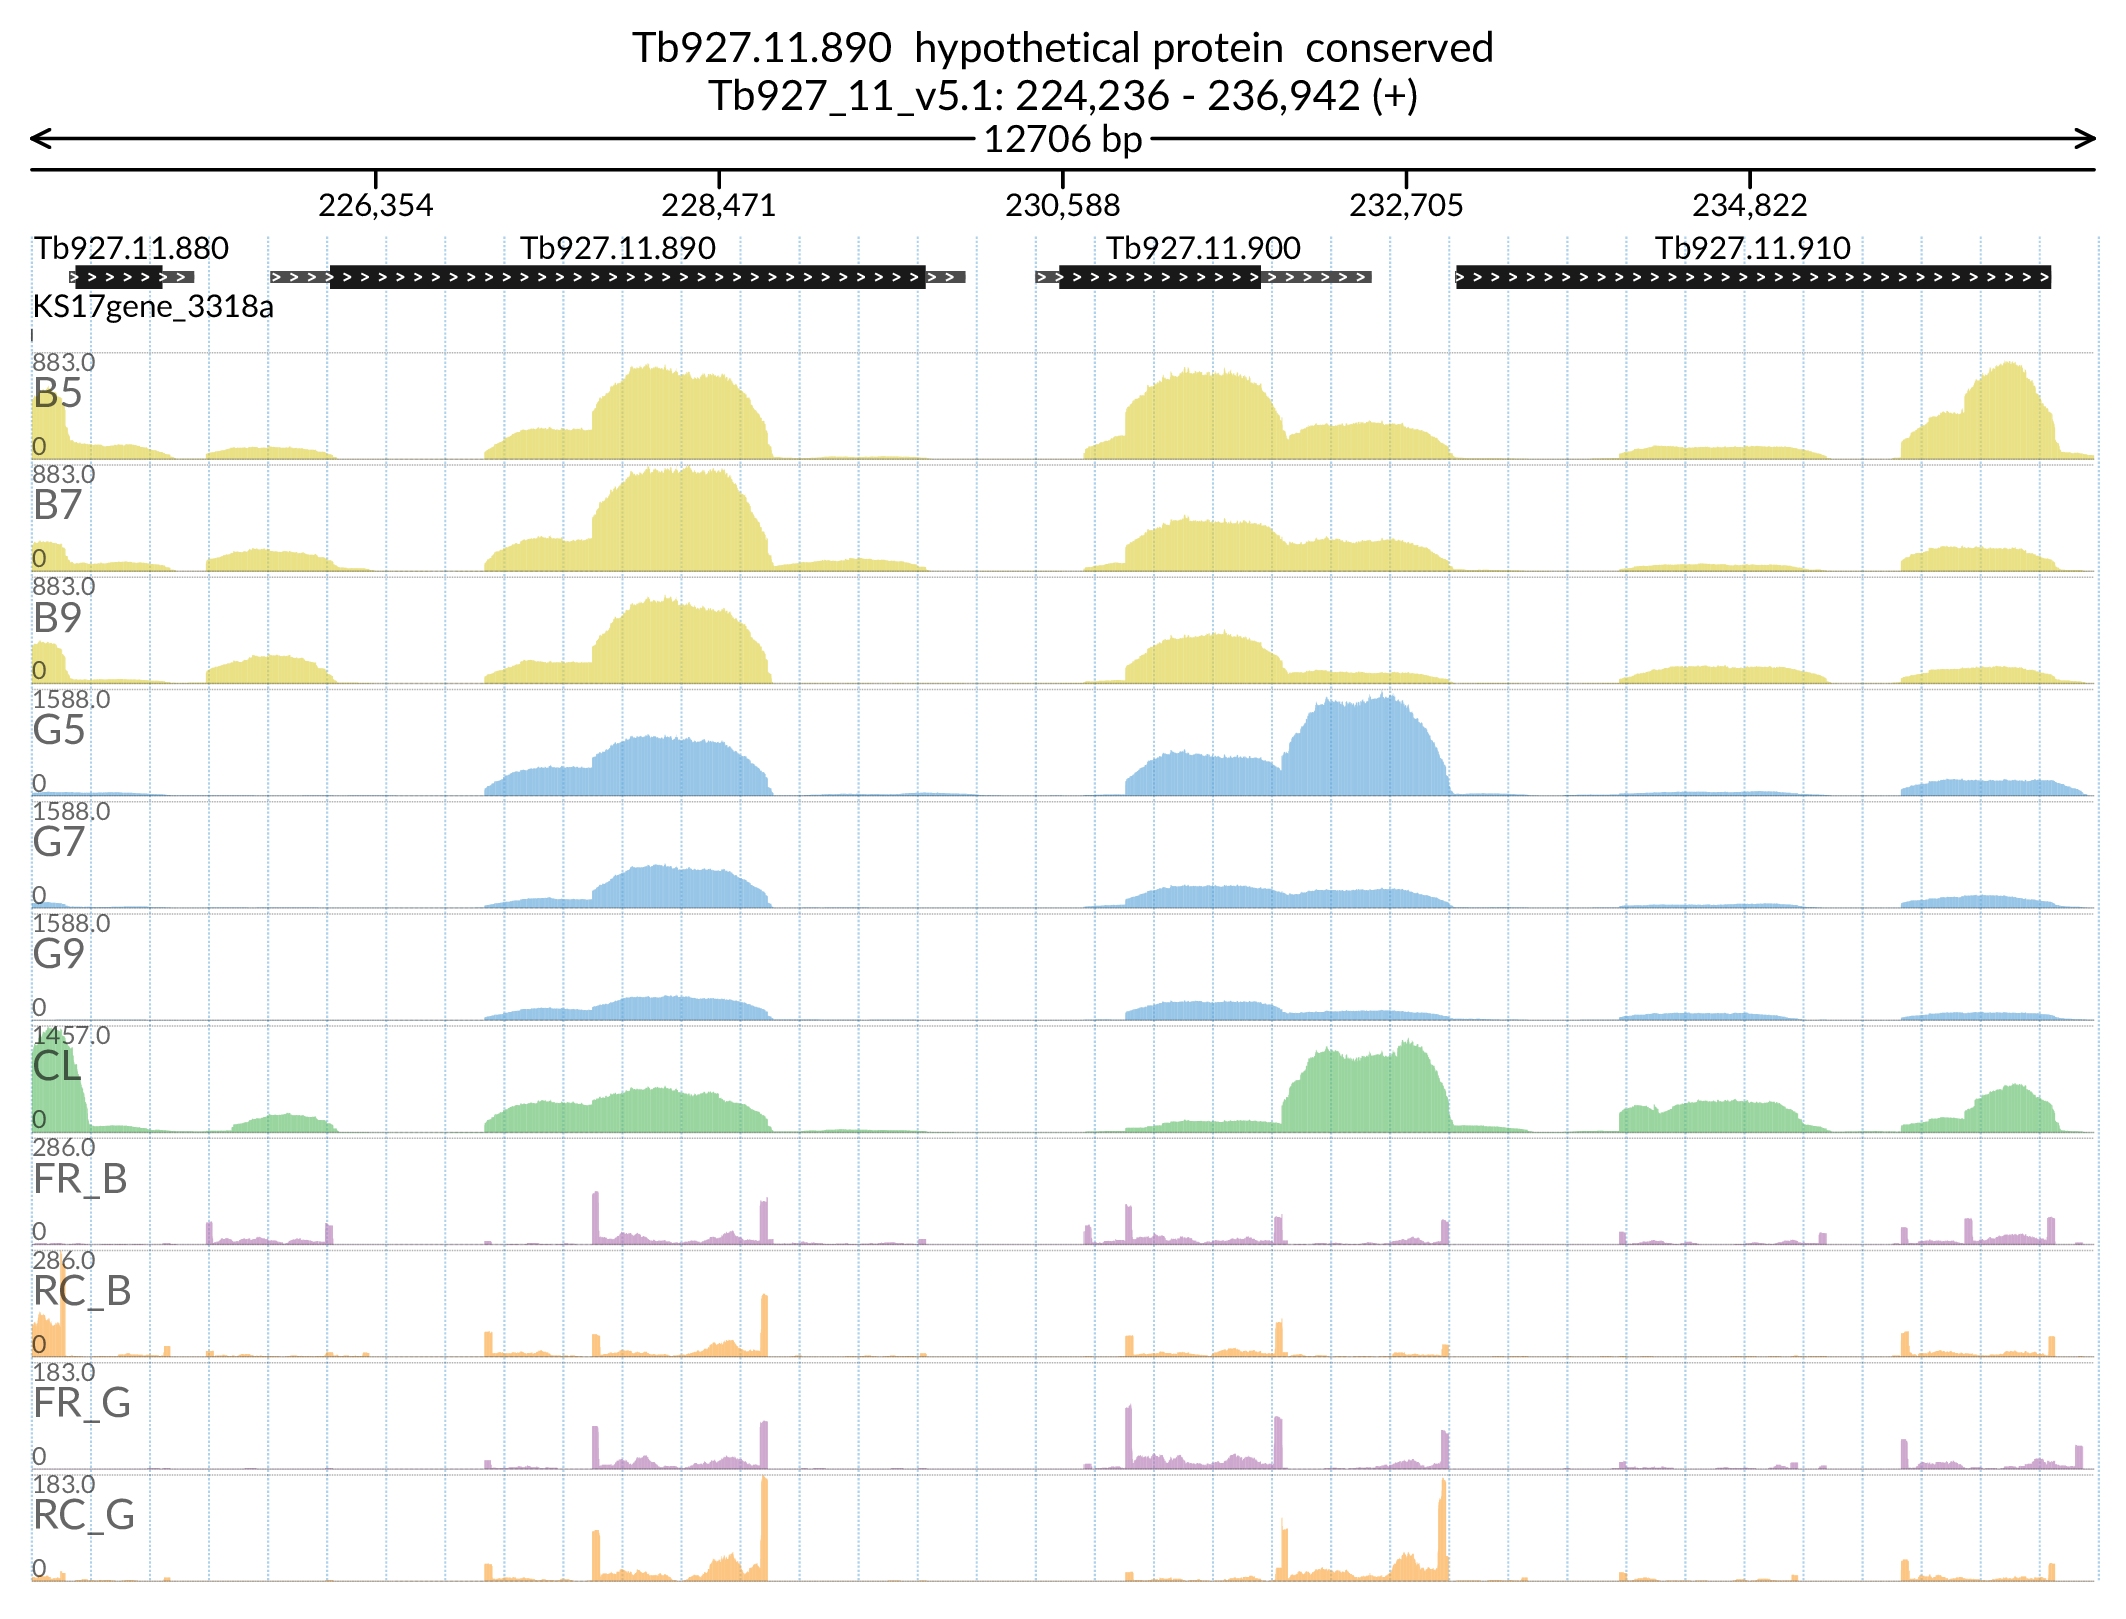 Tb927.11.890  hypothetical protein  conserved
Tb927_11_v5.1: 224,236 - 236,942 (+)
12706 bp
226,354 228,471 230,588 232,705 234,822
Tb927.11.880 Tb927.11.890 Tb927.11.900 Tb927.11.910
KS17gene_3318a
883.0
B5
0
883.0
B7
0
883.0
B9
0
1588.0
G5
0
1588.0
G7
0
1588.0
G9
0
1457.0
CL
0
286.0
FR_B
0
286.0
RC_B
0
183.0
FR_G
0
183.0
RC_G
0